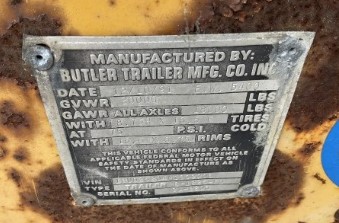 MANUFACTURED BY:
BUTLER TRAILER MFG. CO. INC.
DATE
GVWR LBS
GAWR ALL AXLES LBS
WITH TIRES
AT P.S.I. COLD
WITH RIMS
THIS VEHICLE CONFORMS TO ALL
APPLICABLE FEDERAL MOTOR VEHICLE
SAFETY STANDARDS IN EFFECT ON
THE DATE OF MANUFACTURE AS
SHOWN ABOVE.
VIN
TYPE
SERIAL NO.